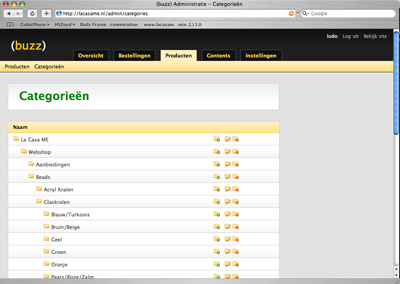 (buzz) Administratie – Categorieën
http://lacasame.nl/admin/categories
Google
CubicPhuse HSZuyd Rails Frame…cumentation www.lacasam…min 2.11.0
(buzz)
ludo Log uit Bekijk site
Overzicht Bestellingen Producten Contents Instellingen
Producten Categorieën
Categorieën
Naam
La Casa ME
Webshop
Aanbiedingen
Beads
Acryl Kralen
Glaskralen
Blauw/Turkoois
Bruin/Beige
Geel
Groen
Oranje
Paars/Roze/Zalm